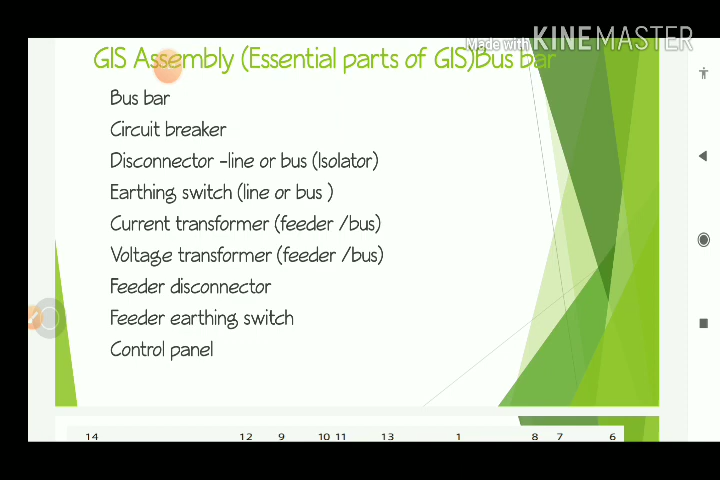 Made with KINEMASTER
GIS Assembly (Essential parts of GIS)Bus bar
Bus bar
Circuit breaker
Disconnector -line or bus (Isolator)
Earthing switch (line or bus )
Current transformer (feeder /bus)
Voltage transformer (feeder /bus)
Feeder disconnector
Feeder earthing switch
Control panel
14 12 9 10 11 13 1 8 7 6